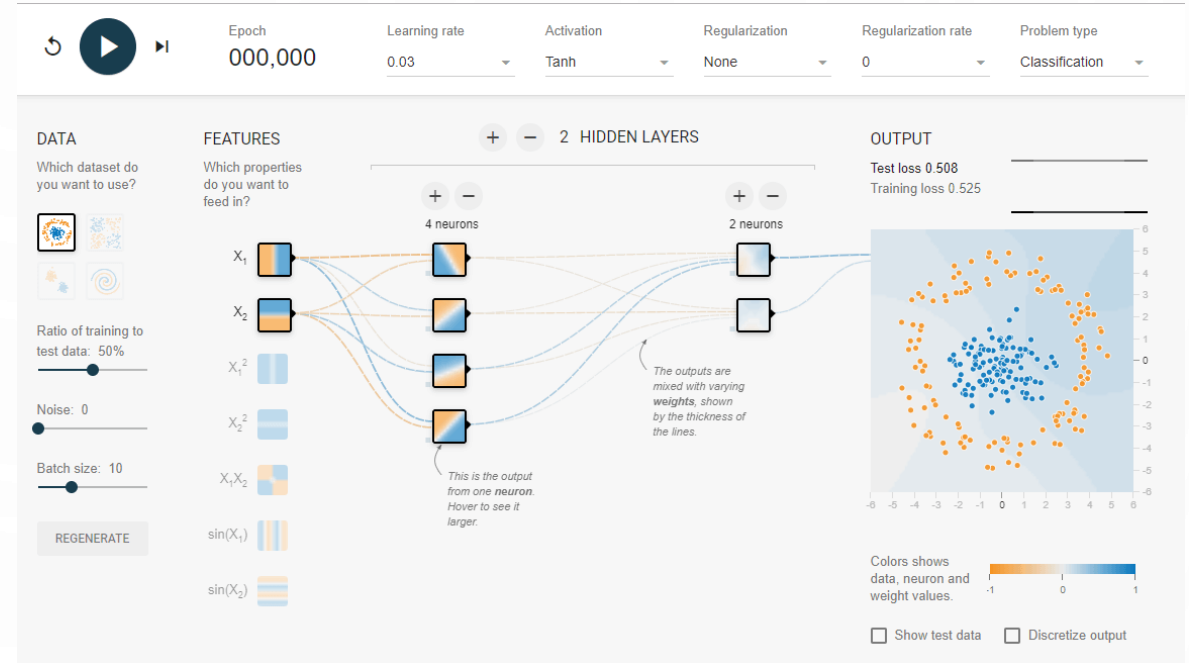 Epoch
000,000
Learning rate
0.03
Activation
Tanh
Regularization
None
Regularization rate
0
Problem type
Classification
DATA
Which dataset do
you want to use?
Ratio of training to
test data: 50%
Noise: 0
Batch size: 10
REGENERATE
FEATURES
Which properties
do you want to
feed in?
X1
X2
X1²
X2²
X1X2
sin(X1)
sin(X2)
+ − 2 HIDDEN LAYERS
+ −
4 neurons
+ −
2 neurons
This is the output
from one neuron.
Hover to see it
larger.
The outputs are
mixed with varying
weights, shown
by the thickness of
the lines.
OUTPUT
Test loss 0.508
Training loss 0.525
6
5
4
3
2
1
0
-1
-2
-3
-4
-5
-6
-6 -5 -4 -3 -2 -1 0 1 2 3 4 5 6
Colors shows
data, neuron and
weight values.
-1 0 1
Show test data
Discretize output